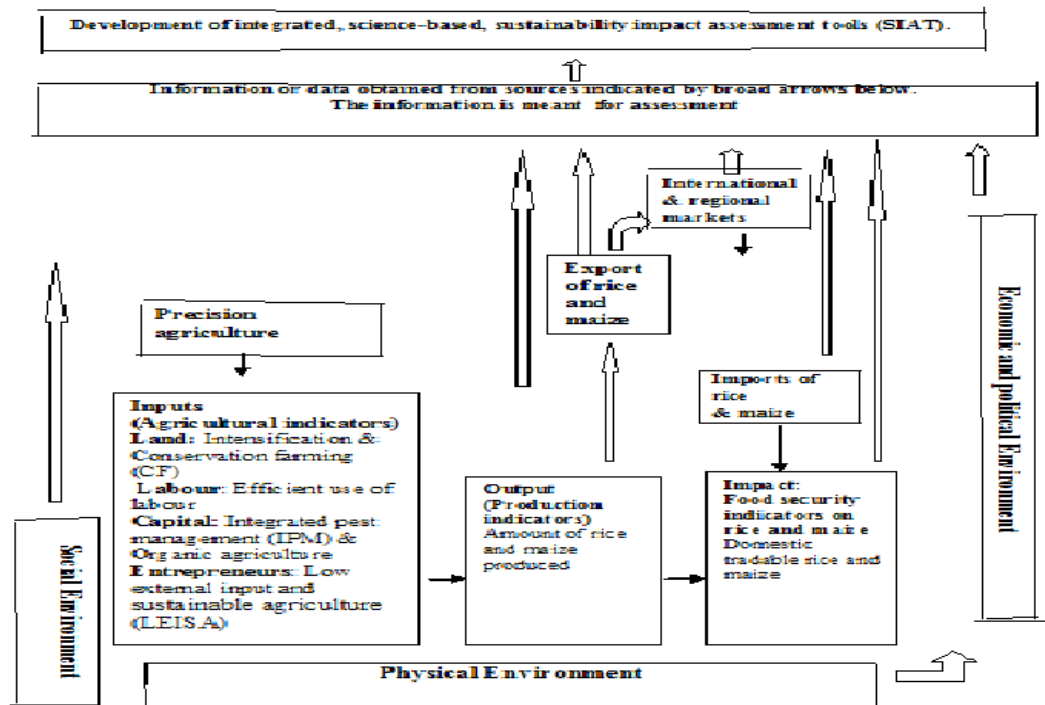 Development of integrated, science-based, sustainability impact assessment tools (SIAT).
Information or data obtained from sources indicated by broad arrows below.
The information is meant for assessment
International
& regional
markets
Export
of rice
and
maize
Precision
agriculture
Imports of
rice
& maize
Inputs
(Agricultural indicators)
Land: Intensification &
Conservation farming
(CF)
Labour: Efficient use of
labour
Capital: Integrated pest
management (IPM) &
Organic agriculture
Entrepreneurs: Low
external input and
sustainable agriculture
(LEISA)
Output
(Production
indicators)
Amount of rice
and maize
produced
Impact:
Food security
indiicators on
rice and maize
Domestic
tradable rice and
maize
Social Environment
Economic and political Environment
Physical Environment